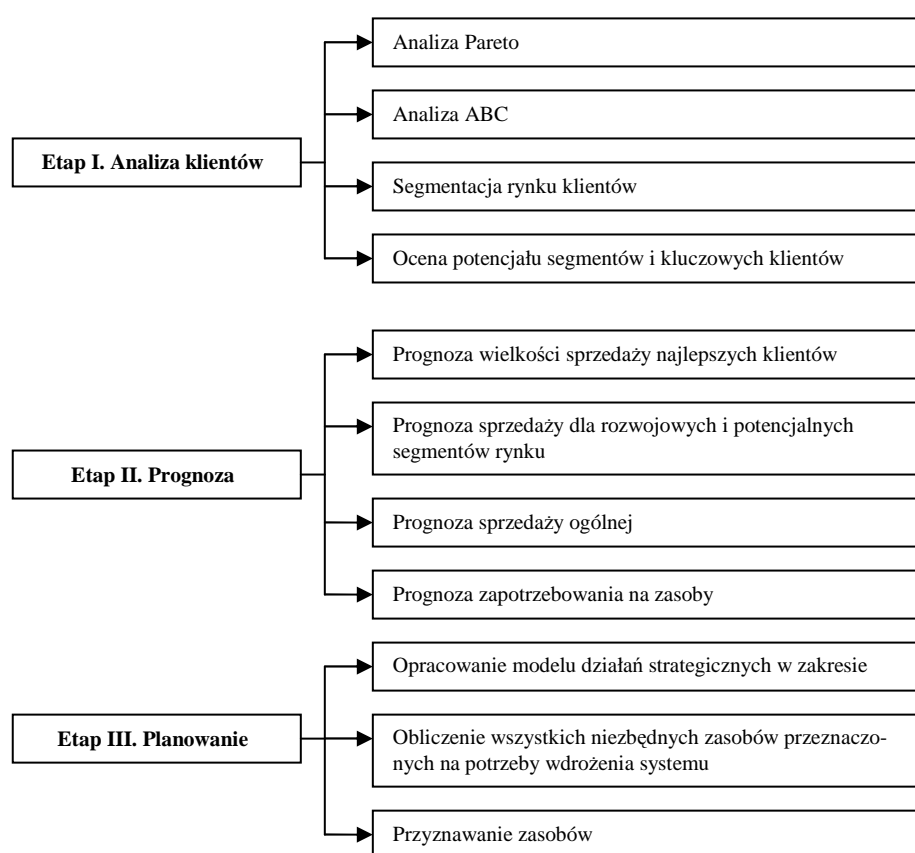 Analiza Pareto
Analiza ABC
Etap I. Analiza klientów
Segmentacja rynku klientów
Ocena potencjału segmentów i kluczowych klientów
Prognoza wielkości sprzedaży najlepszych klientów
Prognoza sprzedaży dla rozwojowych i potencjalnych
segmentów rynku
Etap II. Prognoza
Prognoza sprzedaży ogólnej
Prognoza zapotrzebowania na zasoby
Opracowanie modelu działań strategicznych w zakresie
Etap III. Planowanie
Obliczenie wszystkich niezbędnych zasobów przeznaczo-
nych na potrzeby wdrożenia systemu
Przyznawanie zasobów